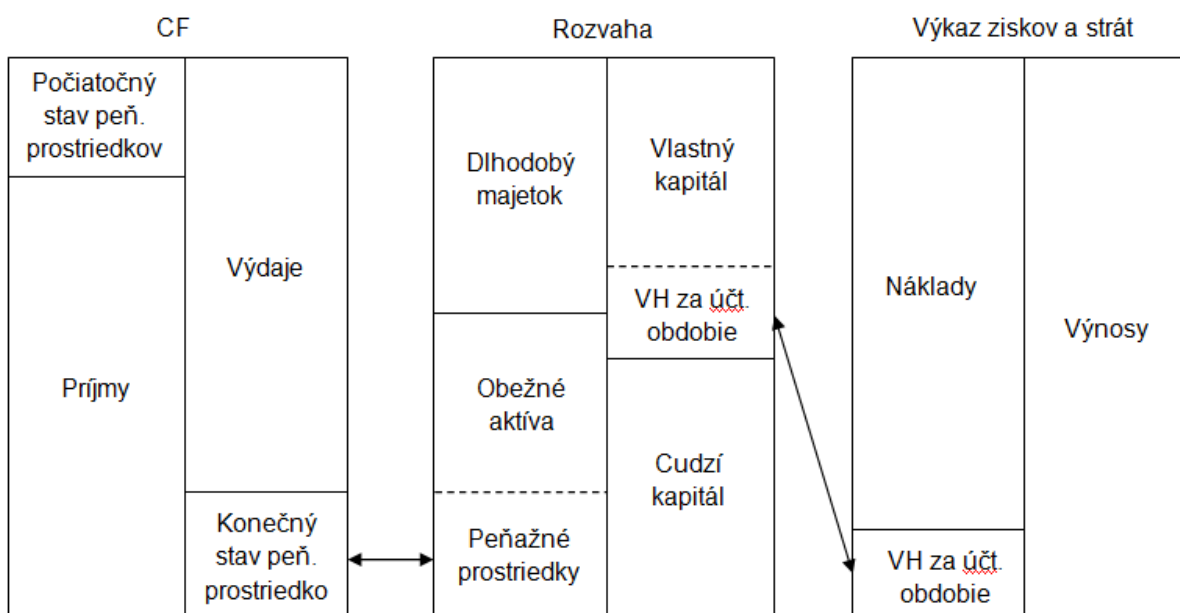 CF
Počiatočný
stav peň.
prostriedkov
Príjmy
Výdaje
Konečný
stav peň.
prostriedko
Rozvaha
Dlhodobý
majetok
Obežné
aktíva
Peňažné
prostriedky
Vlastný
kapitál
VH za účt.
obdobie
Cudzí
kapitál
Výkaz ziskov a strát
Náklady
VH za účt.
obdobie
Výnosy